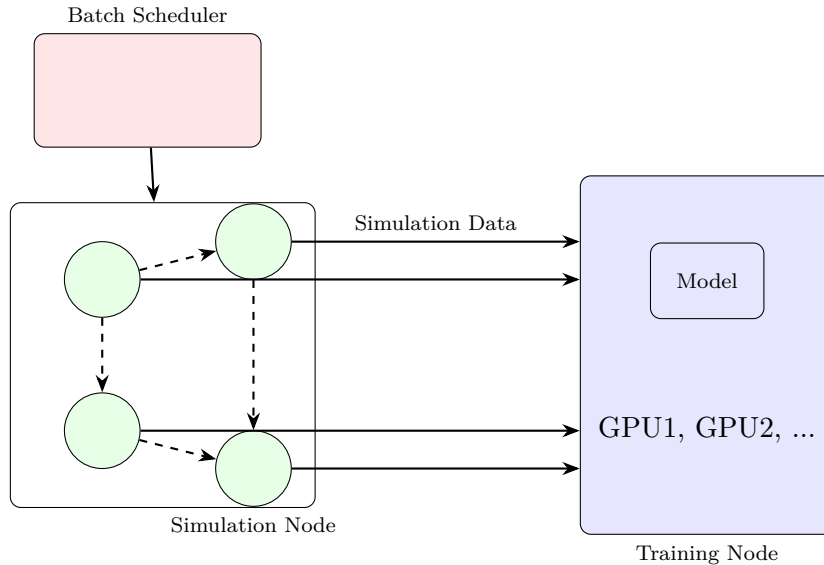 Batch Scheduler
Simulation Data
Model
GPU1, GPU2, ...
Simulation Node
Training Node